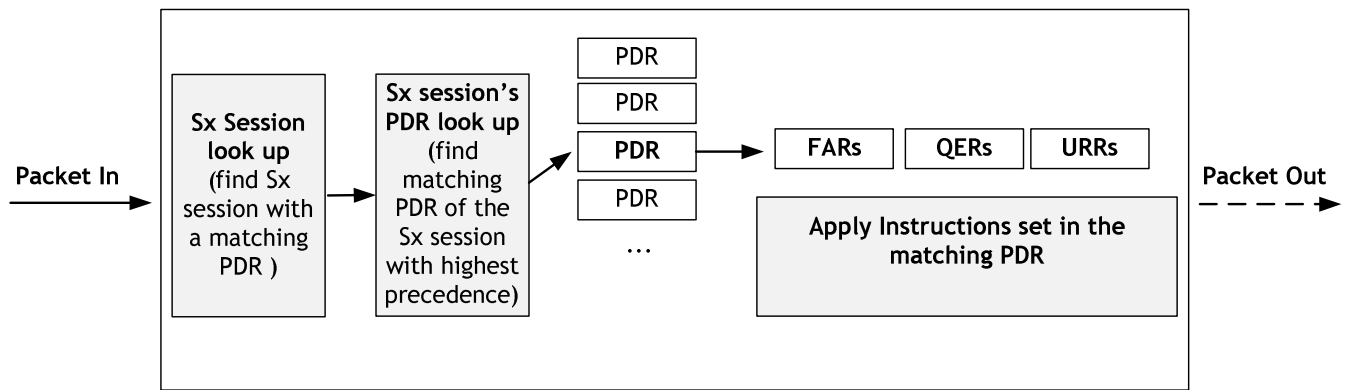 Packet In
Sx Session
look up
(find Sx
session with
a matching
PDR )
Sx session’s
PDR look up
(find
matching
PDR of the
Sx session
with highest
precedence)
PDR
PDR
PDR
PDR
...
FARs
QERs
URRs
Apply Instructions set in the
matching PDR
Packet Out